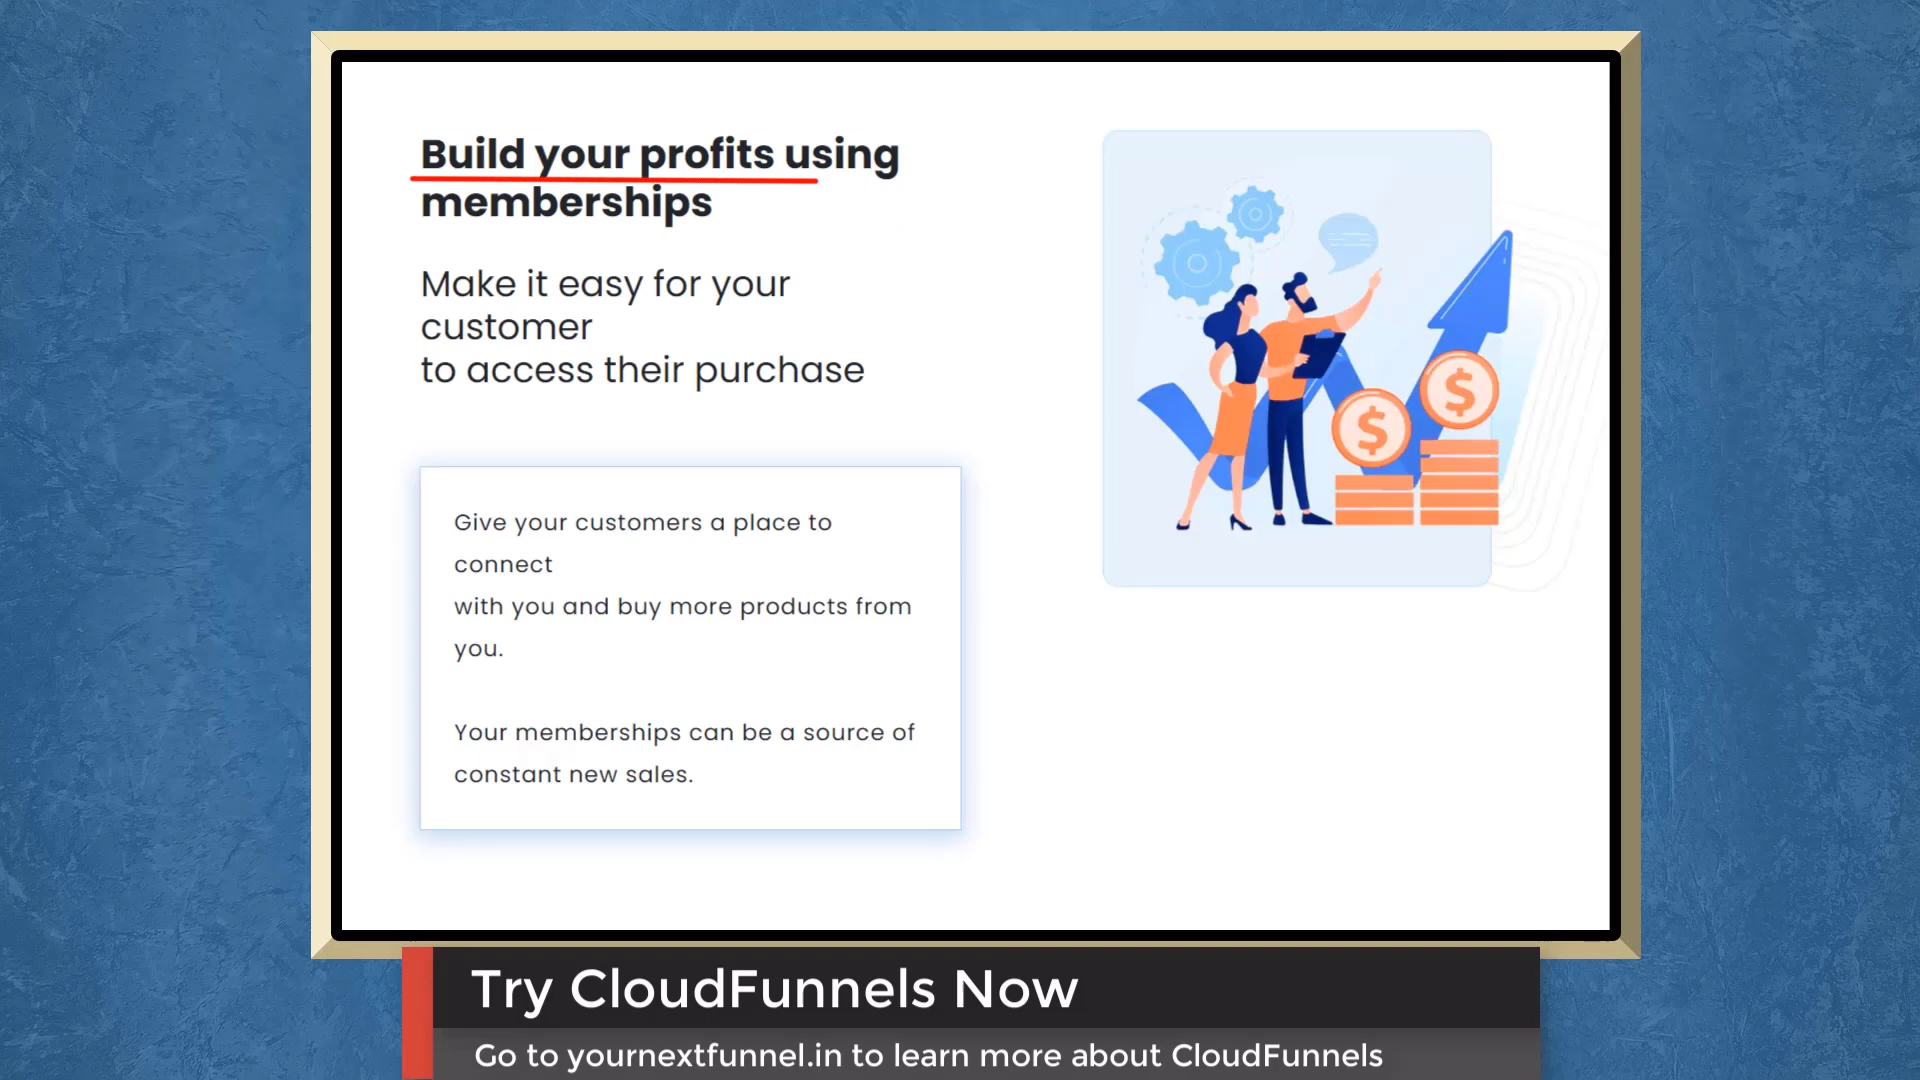 Build your profits using
memberships
Make it easy for your
customer
to access their purchase
Give your customers a place to
connect
with you and buy more products from
you.
Your memberships can be a source of
constant new sales.
$
$
Try CloudFunnels Now
Go to yournextfunnel.in to learn more about CloudFunnels